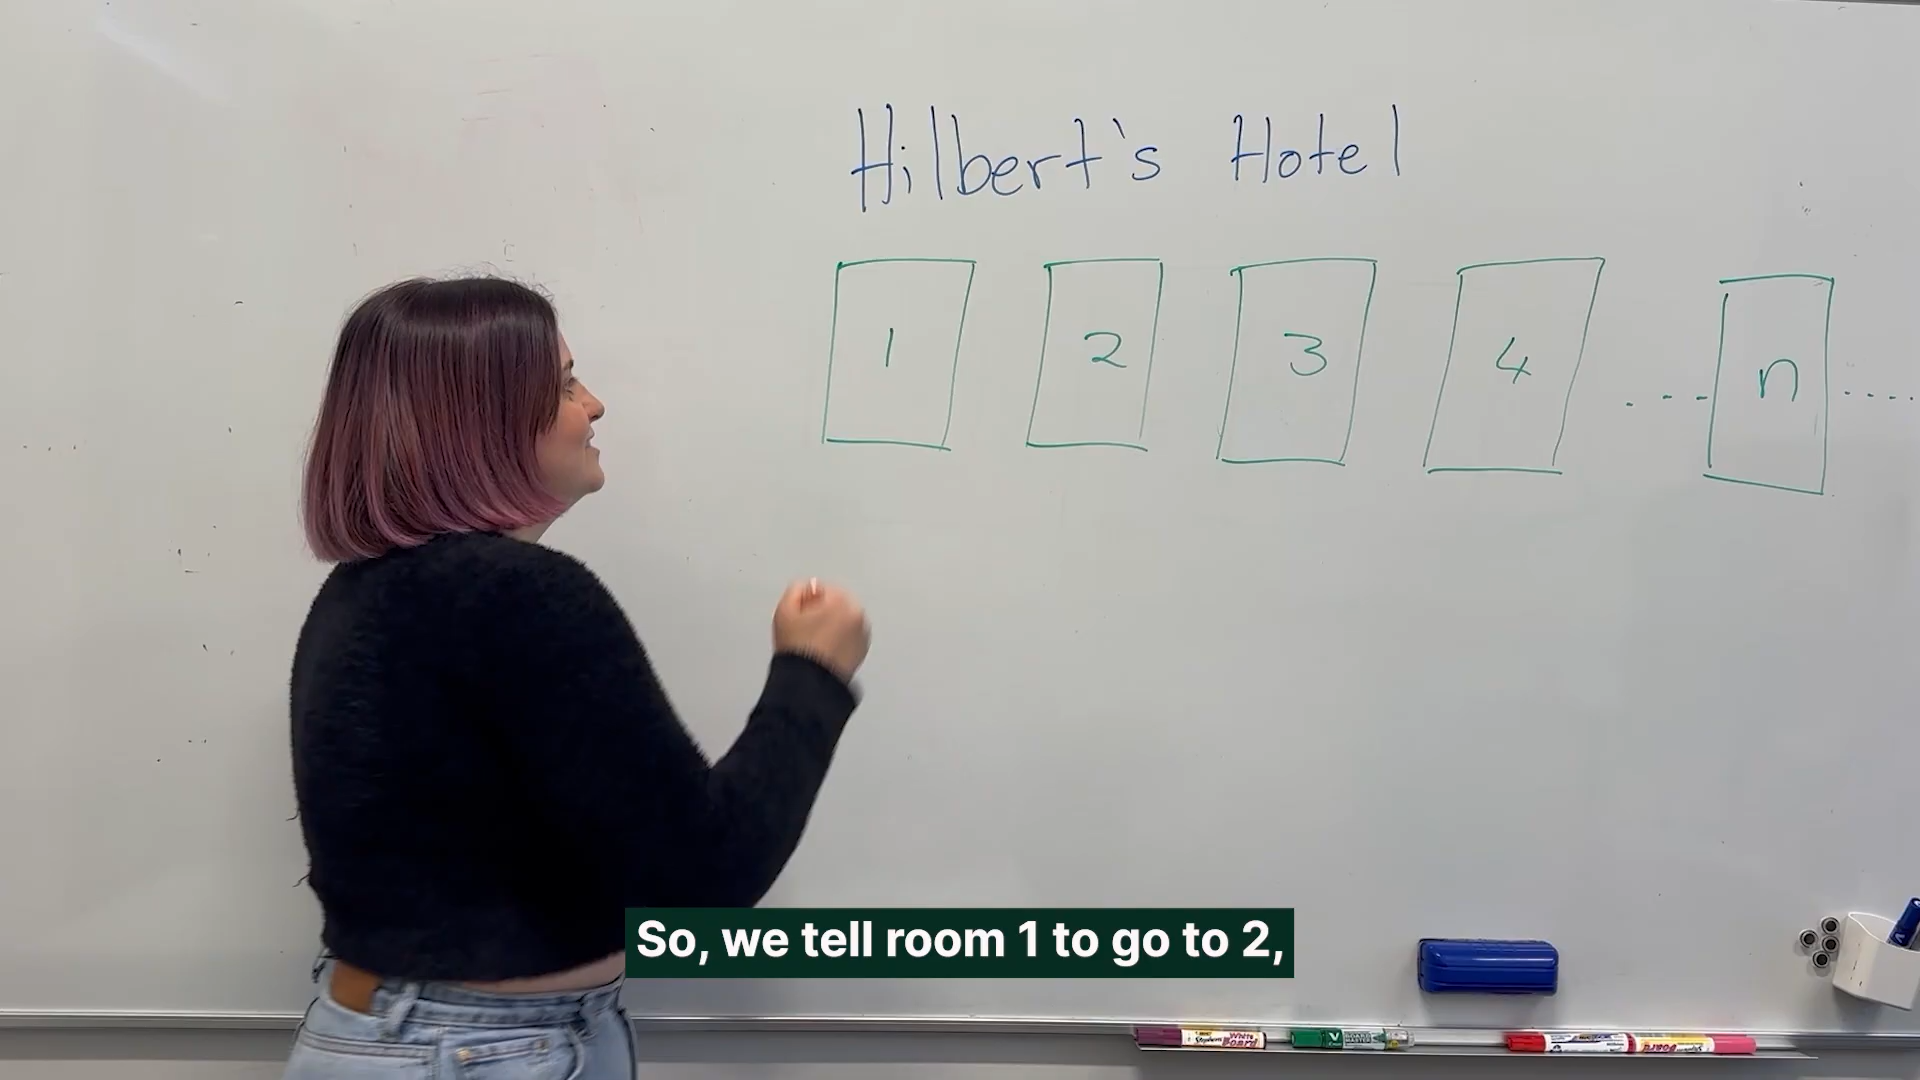 Hilbert's Hotel
1 2 3 4 .... n ....
So, we tell room 1 to go to 2,